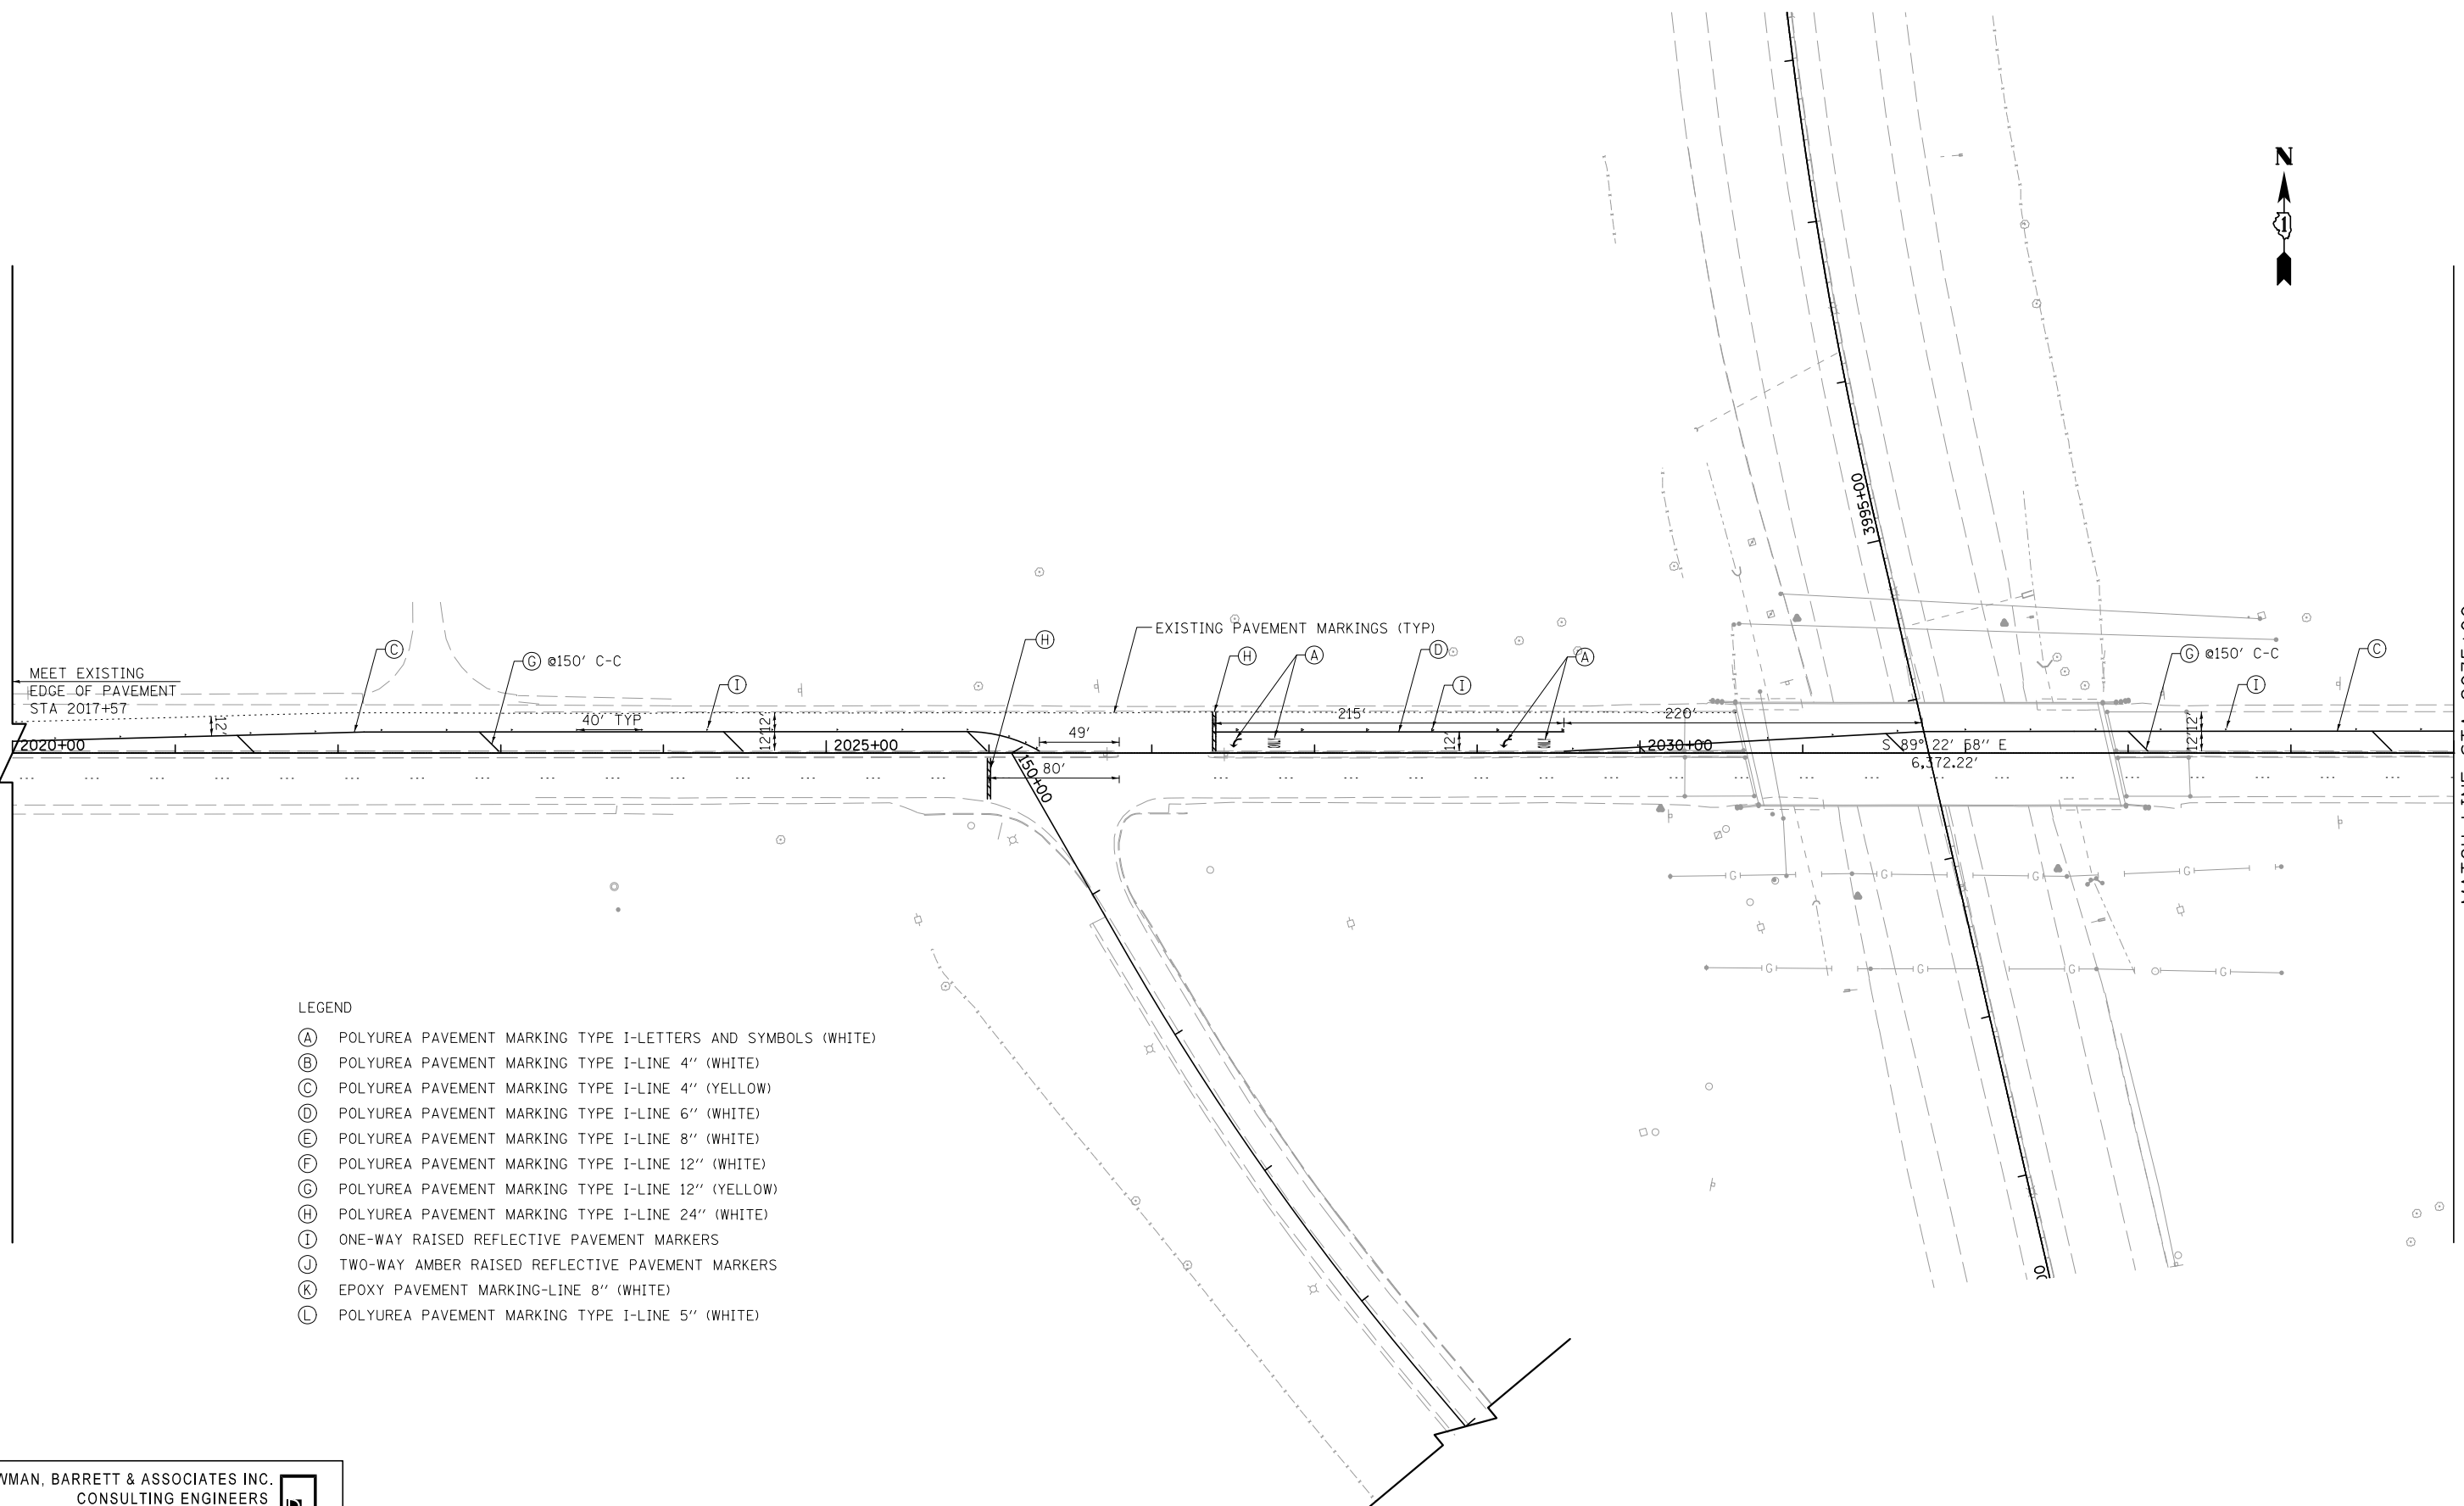 N
1
EXISTING PAVEMENT MARKINGS (TYP)
H
H
A
D
A
C
G @150' C-C
I
I
G @150' C-C
C
I
MEET EXISTING
EDGE OF PAVEMENT
STA 2017+57
12'
40' TYP
12'
12'
49'
80'
215'
12'
220'
12'
12'
2020+00
2025+00
2030+00
150+00
3995+00
S 89° 22' 58" E
6,372.22'
G
G
G
G
G
G
G
G
LEGEND
A POLYUREA PAVEMENT MARKING TYPE I-LETTERS AND SYMBOLS (WHITE)
B POLYUREA PAVEMENT MARKING TYPE I-LINE 4" (WHITE)
C POLYUREA PAVEMENT MARKING TYPE I-LINE 4" (YELLOW)
D POLYUREA PAVEMENT MARKING TYPE I-LINE 6" (WHITE)
E POLYUREA PAVEMENT MARKING TYPE I-LINE 8" (WHITE)
F POLYUREA PAVEMENT MARKING TYPE I-LINE 12" (WHITE)
G POLYUREA PAVEMENT MARKING TYPE I-LINE 12" (YELLOW)
H POLYUREA PAVEMENT MARKING TYPE I-LINE 24" (WHITE)
I ONE-WAY RAISED REFLECTIVE PAVEMENT MARKERS
J TWO-WAY AMBER RAISED REFLECTIVE PAVEMENT MARKERS
K EPOXY PAVEMENT MARKING-LINE 8" (WHITE)
L POLYUREA PAVEMENT MARKING TYPE I-LINE 5" (WHITE)
WMAN, BARRETT & ASSOCIATES INC.
CONSULTING ENGINEERS